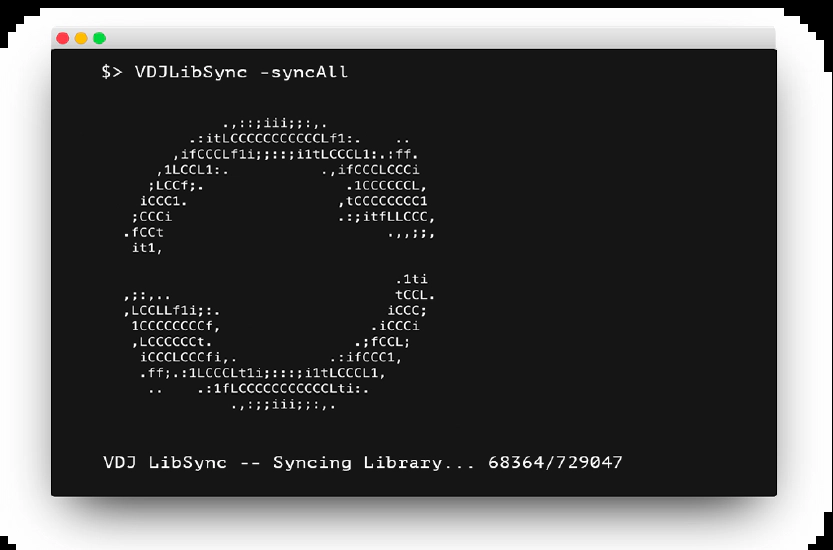 $> VDJLibSync -syncAll
.,::;iii;;:,.
.:itLCCCCCCCCCCCLf1:. ..
,ifCCCLf1i;;::;i1tLCCCL1:.:ff.
,1LCCL1:. .,ifCCCLCCCi
;LCCf;. .1CCCCCCL,
iCCC1. ,tCCCCCCCC1
;CCCi .:;itfLLCCC,
.fCCt .,,;;,
it1,
.1ti
,;:,.. tCCL.
,LCCLLf1i;:. iCCC;
1CCCCCCCCf, .iCCCi
,LCCCCCCt. .;fCCL;
iCCCLCCCfi,. .:ifCCC1,
.ff;.:1LCCCLt1i;:::;i1tLCCCL1,
.. .:1fLCCCCCCCCCCCLti:.
.,:;;iii;;:,.
VDJ LibSync -- Syncing Library... 68364/729047